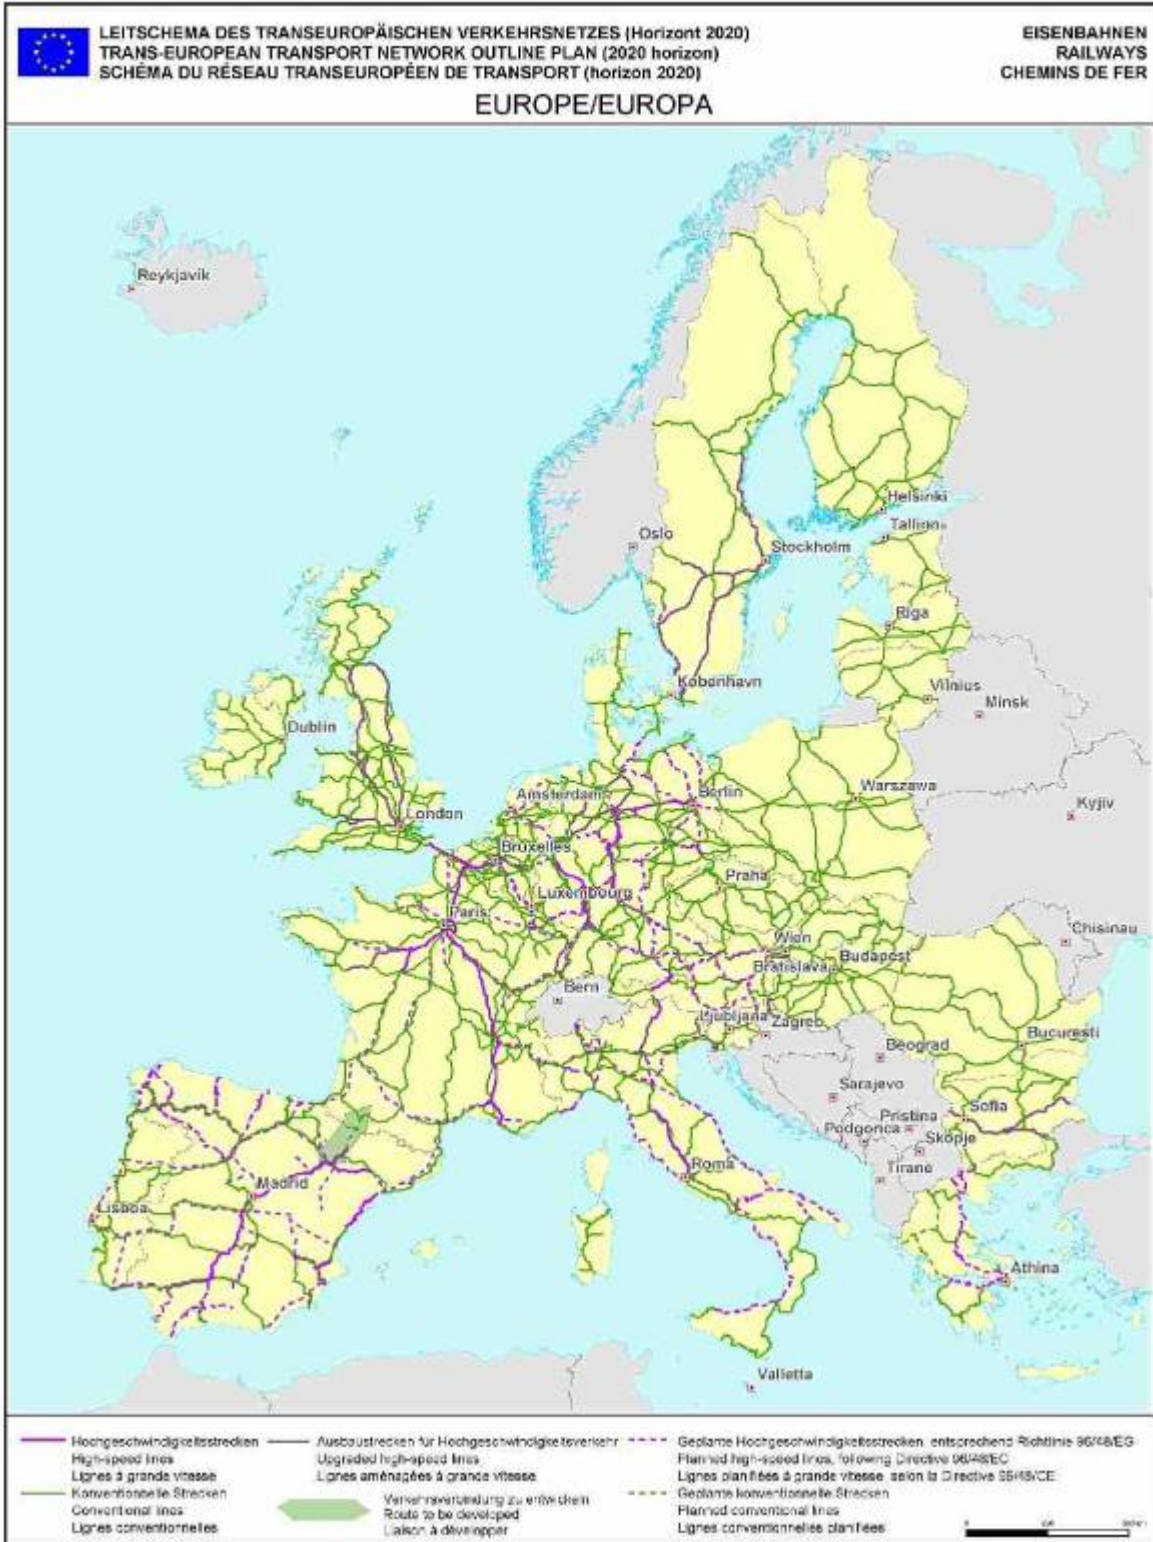 LEITSCHEMA DES TRANSEUROPÄISCHEN VERKEHRSNETZES (Horizont 2020)
TRANS-EUROPEAN TRANSPORT NETWORK OUTLINE PLAN (2020 horizon)
SCHÉMA DU RÉSEAU TRANSEUROPÉEN DE TRANSPORT (horizon 2020)
EISENBAHNEN
RAILWAYS
CHEMINS DE FER
EUROPE/EUROPA
Reykjavik
Helsinki
Tallinn
Oslo
Stockholm
Riga
København
Vilnius
Minsk
Dublin
Amsterdam
Berlin
Warszawa
London
Kyjiv
Bruxelles
Praha
Luxembourg
Paris
Chisinau
Wien
Budapest
Bratislava
Bern
Ljubljana
Zagreb
Bucuresti
Beograd
Sarajevo
Sofia
Pristina
Podgorica
Skopje
Roma
Tirane
Madrid
Lisboa
Athina
Valletta
Hochgeschwindigkeitsstrecken
High-speed lines
Lignes à grande vitesse
Konventionelle Strecken
Conventional lines
Lignes conventionnelles
Ausbaustrecken für Hochgeschwindigkeitsverkehr
Upgraded high-speed lines
Lignes aménagées à grande vitesse
Verkehrsverbindung zu entwickeln
Route to be developed
Liaison à développer
Geplante Hochgeschwindigkeitsstrecken, entsprechend Richtlinie 96/48/EG
Planned high-speed lines, following Directive 96/48/EC
Lignes planifiées à grande vitesse, selon la Directive 96/48/CE
Geplante konventionelle Strecken
Planned conventional lines
Lignes conventionnelles planifiées